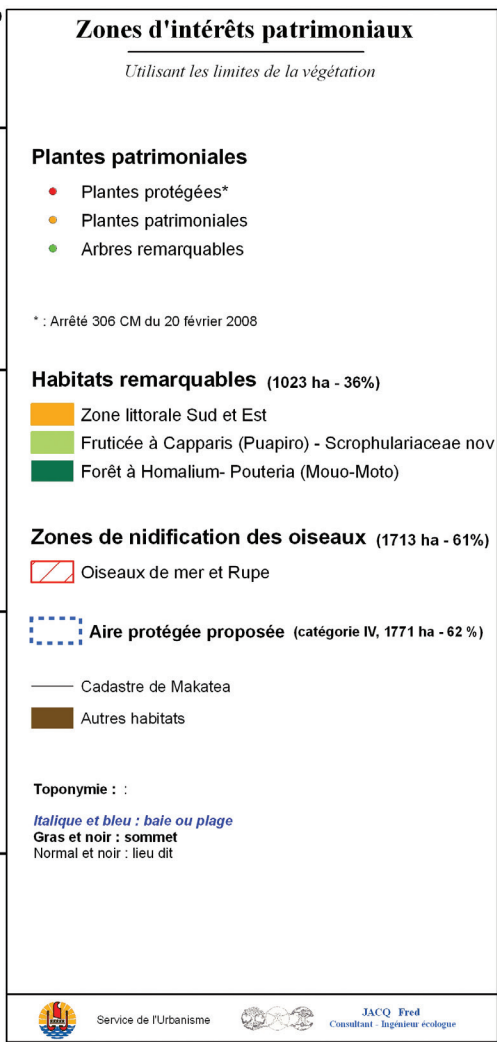 Zones d'intérêts patrimoniaux
Utilisant les limites de la végétation
Plantes patrimoniales
Plantes protégées*
Plantes patrimoniales
Arbres remarquables
* : Arrêté 306 CM du 20 février 2008
Habitats remarquables (1023 ha - 36%)
Zone littorale Sud et Est
Fruticée à Capparis (Puapiro) - Scrophulariaceae nov
Forêt à Homalium- Pouteria (Mouo-Moto)
Zones de nidification des oiseaux (1713 ha - 61%)
Oiseaux de mer et Rupe
Aire protégée proposée (catégorie IV, 1771 ha - 62 %)
Cadastre de Makatea
Autres habitats
Toponymie : :
Italique et bleu : baie ou plage
Gras et noir : sommet
Normal et noir : lieu dit
Service de l'Urbanisme
JACQ Fred
Consultant - Ingénieur écologue